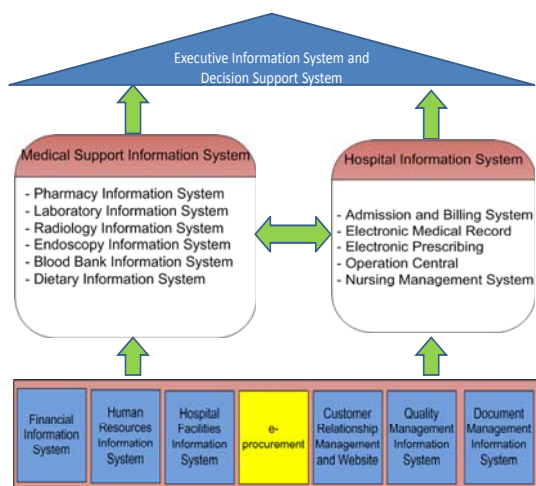 Executive Information System and
Decision Support System
Medical Support Information System
- Pharmacy Information System
- Laboratory Information System
- Radiology Information System
- Endoscopy Information System
- Blood Bank Information System
- Dietary Information System
Hospital Information System
- Admission and Billing System
- Electronic Medical Record
- Electronic Prescribing
- Operation Central
- Nursing Management System
Financial
Information
System
Human
Resources
Information
System
Hospital
Facilities
Information
System
e-
procurement
Customer
Relationship
Management
and Website
Quality
Management
Information
System
Document
Management
Information
System